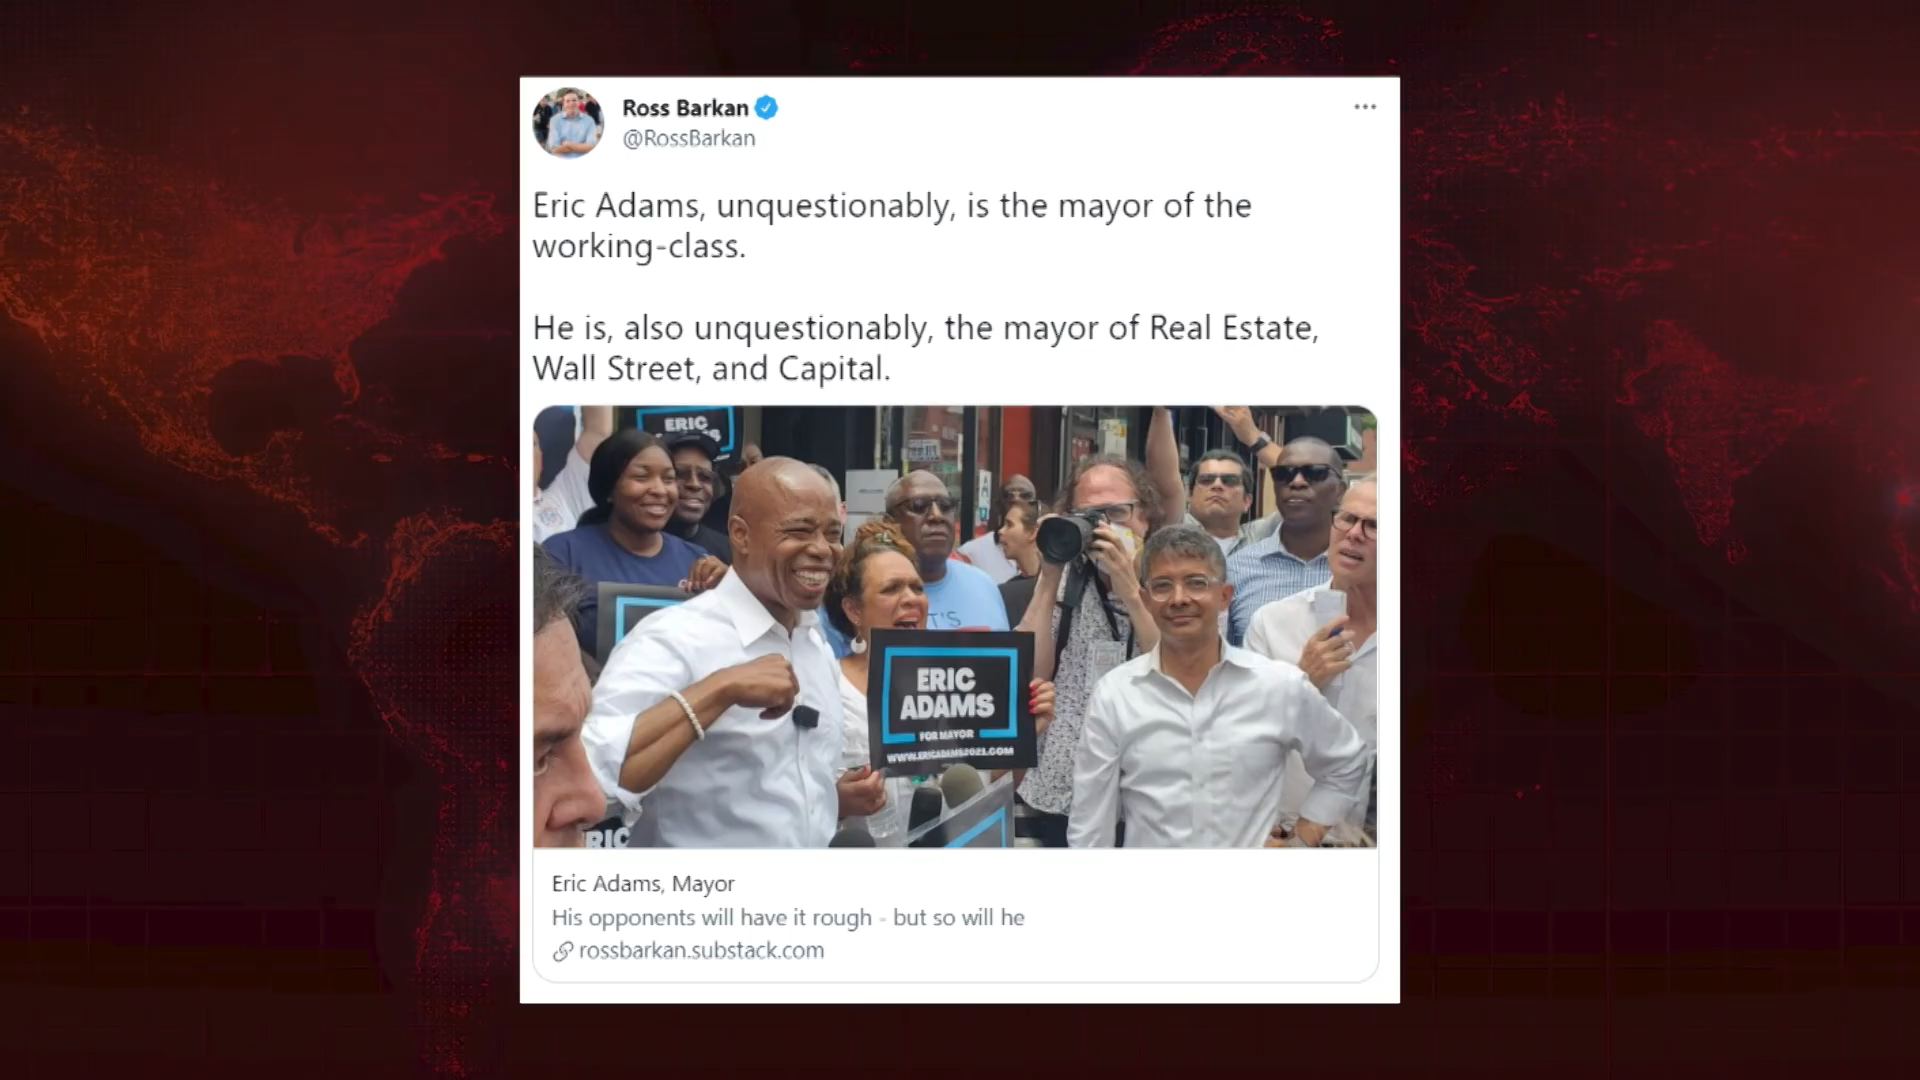 Ross Barkan
@RossBarkan
Eric Adams, unquestionably, is the mayor of the
working-class.
He is, also unquestionably, the mayor of Real Estate,
Wall Street, and Capital.
ERIC
T'S
ERIC
ADAMS
FOR MAYOR
WWW.ERICADAMS2021.COM
RIC
Eric Adams, Mayor
His opponents will have it rough - but so will he
rossbarkan.substack.com